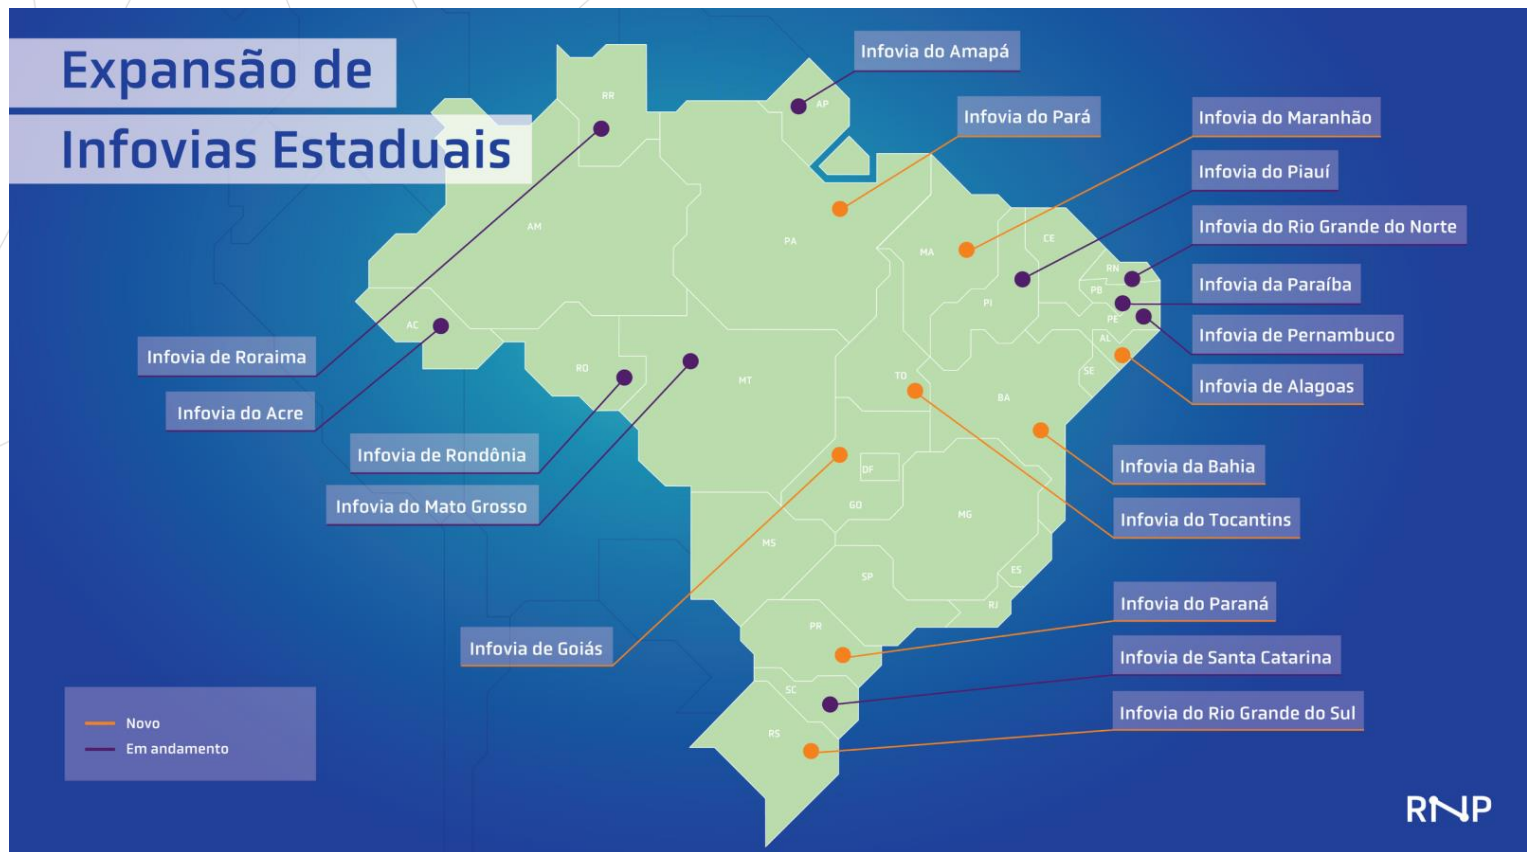 Expansão de
Infovias Estaduais
Infovia do Amapá
Infovia do Pará
Infovia do Maranhão
Infovia do Piauí
Infovia do Rio Grande do Norte
Infovia da Paraíba
Infovia de Pernambuco
Infovia de Alagoas
Infovia da Bahia
Infovia do Tocantins
Infovia do Paraná
Infovia de Santa Catarina
Infovia do Rio Grande do Sul
Infovia de Roraima
Infovia do Acre
Infovia de Rondônia
Infovia do Mato Grosso
Infovia de Goiás
RR
AP
AM
PA
MA
CE
RN
PB
PI
PE
AL
SE
AC
RO
MT
TO
BA
DF
GO
MG
MS
ES
SP
RJ
PR
SC
RS
Novo
Em andamento
RNP